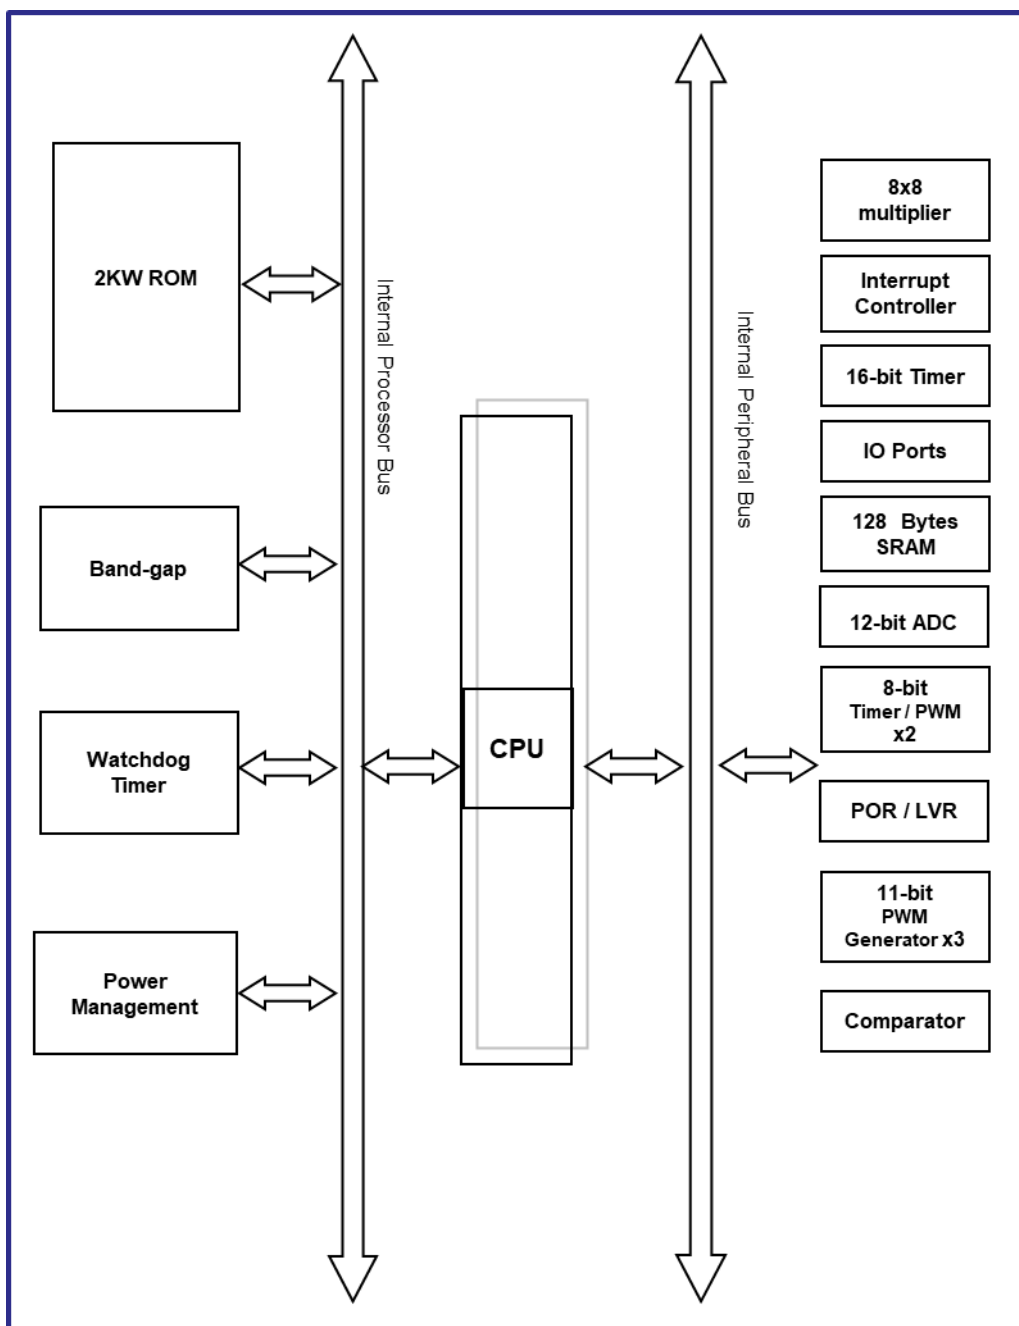 2KW ROM
Band-gap
Watchdog
Timer
Power
Management
Internal Processor Bus
CPU
Internal Peripheral Bus
8x8
multiplier
Interrupt
Controller
16-bit Timer
IO Ports
128 Bytes
SRAM
12-bit ADC
8-bit
Timer / PWM
x2
POR / LVR
11-bit
PWM
Generator x3
Comparator